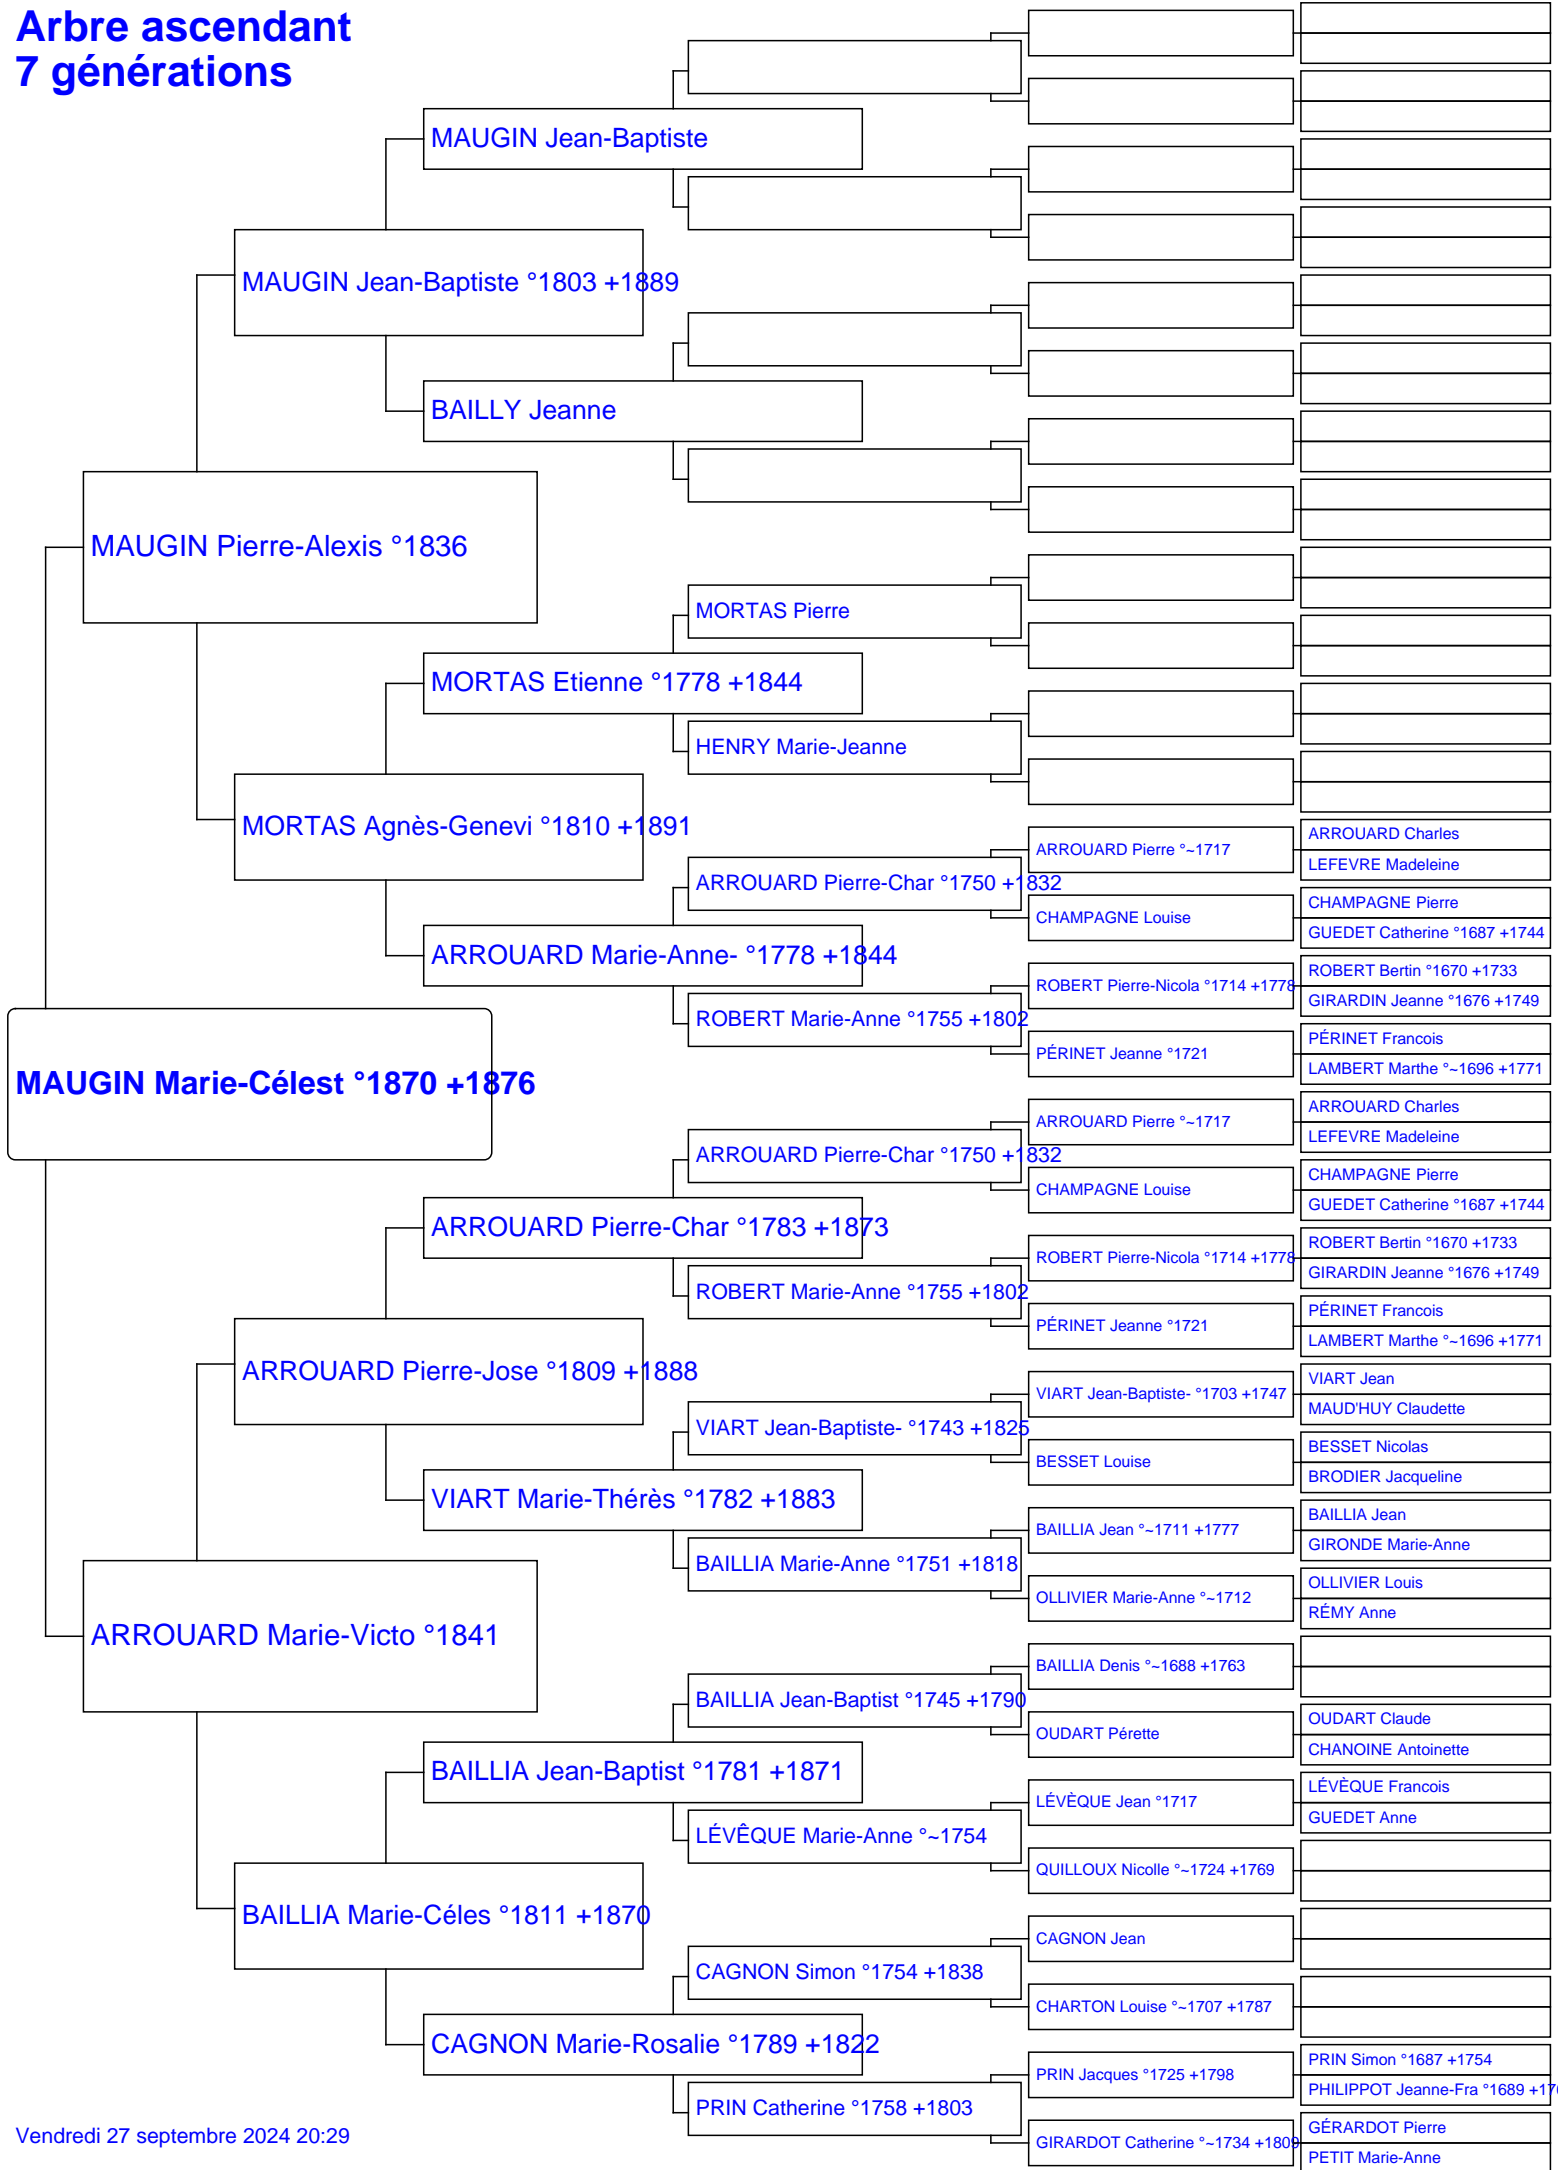 Arbre ascendant
7 générations
MAUGIN Jean-Baptiste
MAUGIN Jean-Baptiste °1803 +1889
BAILLY Jeanne
MAUGIN Pierre-Alexis °1836
MORTAS Pierre
MORTAS Etienne °1778 +1844
HENRY Marie-Jeanne
MORTAS Agnès-Genevi °1810 +1891
ARROUARD Charles
ARROUARD Pierre °~1717
LEFEVRE Madeleine
ARROUARD Pierre-Char °1750 +1832
CHAMPAGNE Pierre
CHAMPAGNE Louise
GUEDET Catherine °1687 +1744
ARROUARD Marie-Anne- °1778 +1844
ROBERT Bertin °1670 +1733
ROBERT Pierre-Nicola °1714 +1778
GIRARDIN Jeanne °1676 +1749
ROBERT Marie-Anne °1755 +1802
PÉRINET Francois
PÉRINET Jeanne °1721
LAMBERT Marthe °~1696 +1771
MAUGIN Marie-Célest °1870 +1876
ARROUARD Charles
ARROUARD Pierre °~1717
LEFEVRE Madeleine
ARROUARD Pierre-Char °1750 +1832
CHAMPAGNE Pierre
CHAMPAGNE Louise
GUEDET Catherine °1687 +1744
ARROUARD Pierre-Char °1783 +1873
ROBERT Bertin °1670 +1733
ROBERT Pierre-Nicola °1714 +1778
GIRARDIN Jeanne °1676 +1749
ROBERT Marie-Anne °1755 +1802
PÉRINET Francois
PÉRINET Jeanne °1721
LAMBERT Marthe °~1696 +1771
ARROUARD Pierre-Jose °1809 +1888
VIART Jean
VIART Jean-Baptiste- °1703 +1747
MAUD'HUY Claudette
VIART Jean-Baptiste- °1743 +1825
BESSET Nicolas
BESSET Louise
BRODIER Jacqueline
VIART Marie-Thérès °1782 +1883
BAILLIA Jean
BAILLIA Jean °~1711 +1777
GIRONDE Marie-Anne
BAILLIA Marie-Anne °1751 +1818
OLLIVIER Louis
OLLIVIER Marie-Anne °~1712
RÉMY Anne
ARROUARD Marie-Victo °1841
BAILLIA Denis °~1688 +1763
BAILLIA Jean-Baptist °1745 +1790
OUDART Claude
OUDART Pérette
CHANOINE Antoinette
BAILLIA Jean-Baptist °1781 +1871
LÉVÈQUE Francois
LÉVÈQUE Jean °1717
GUEDET Anne
LÉVÊQUE Marie-Anne °~1754
QUILLOUX Nicolle °~1724 +1769
BAILLIA Marie-Céles °1811 +1870
CAGNON Jean
CAGNON Simon °1754 +1838
CHARTON Louise °~1707 +1787
CAGNON Marie-Rosalie °1789 +1822
PRIN Simon °1687 +1754
PRIN Jacques °1725 +1798
PHILIPPOT Jeanne-Fra °1689
PRIN Catherine °1758 +1803
GÉRARDOT Pierre
GIRARDOT Catherine °~1734 +1809
PETIT Marie-Anne
Vendredi 27 septembre 2024 20:29